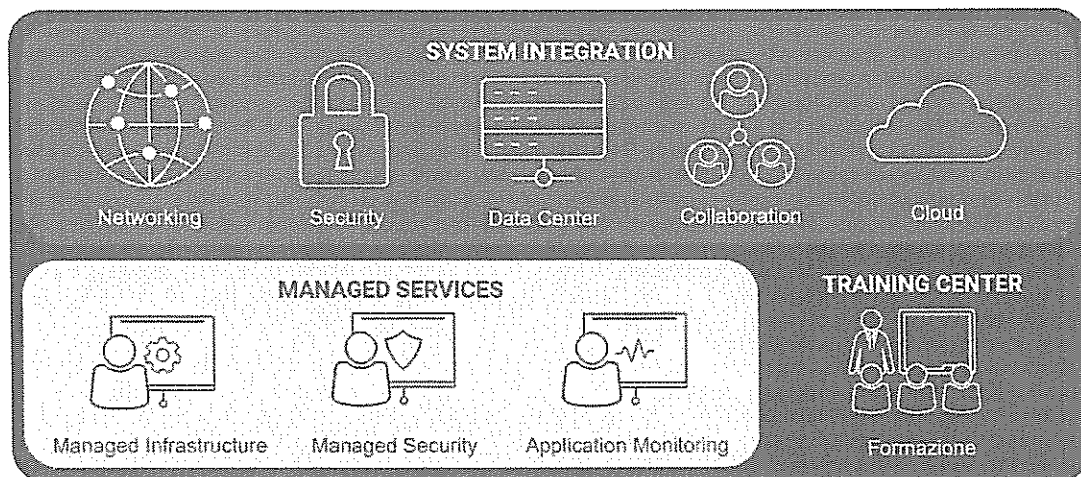 SYSTEM INTEGRATION
Networking
Security
Data Center
Collaboration
Cloud
MANAGED SERVICES
Managed Infrastructure
Managed Security
Application Monitoring
TRAINING CENTER
Formazione